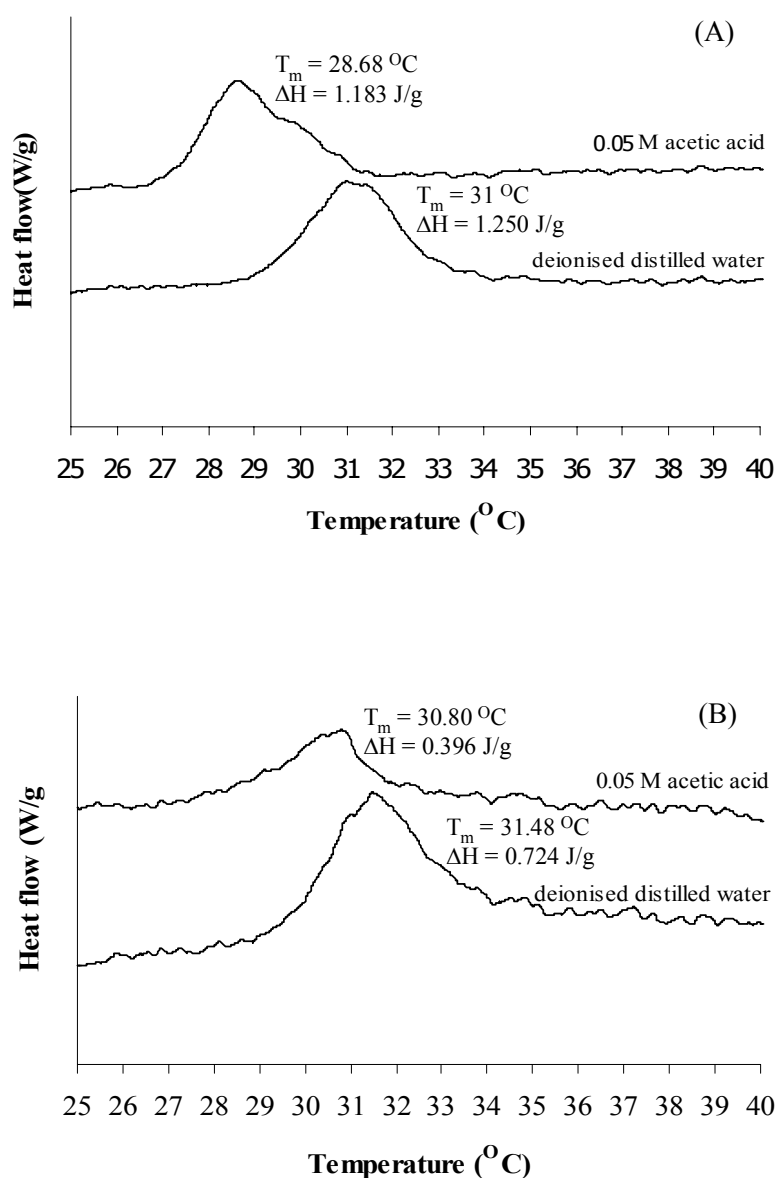 (A)
Tm = 28.68 OC
ΔH = 1.183 J/g
0.05 M acetic acid
Tm = 31 OC
ΔH = 1.250 J/g
deionised distilled water
Heat flow(W/g)
25 26 27 28 29 30 31 32 33 34 35 36 37 38 39 40
Temperature (OC)
(B)
Tm = 30.80 OC
ΔH = 0.396 J/g
0.05 M acetic acid
Tm = 31.48 OC
ΔH = 0.724 J/g
deionised distilled water
Heat flow (W/g
25 26 27 28 29 30 31 32 33 34 35 36 37 38 39 40
Temperature (OC)